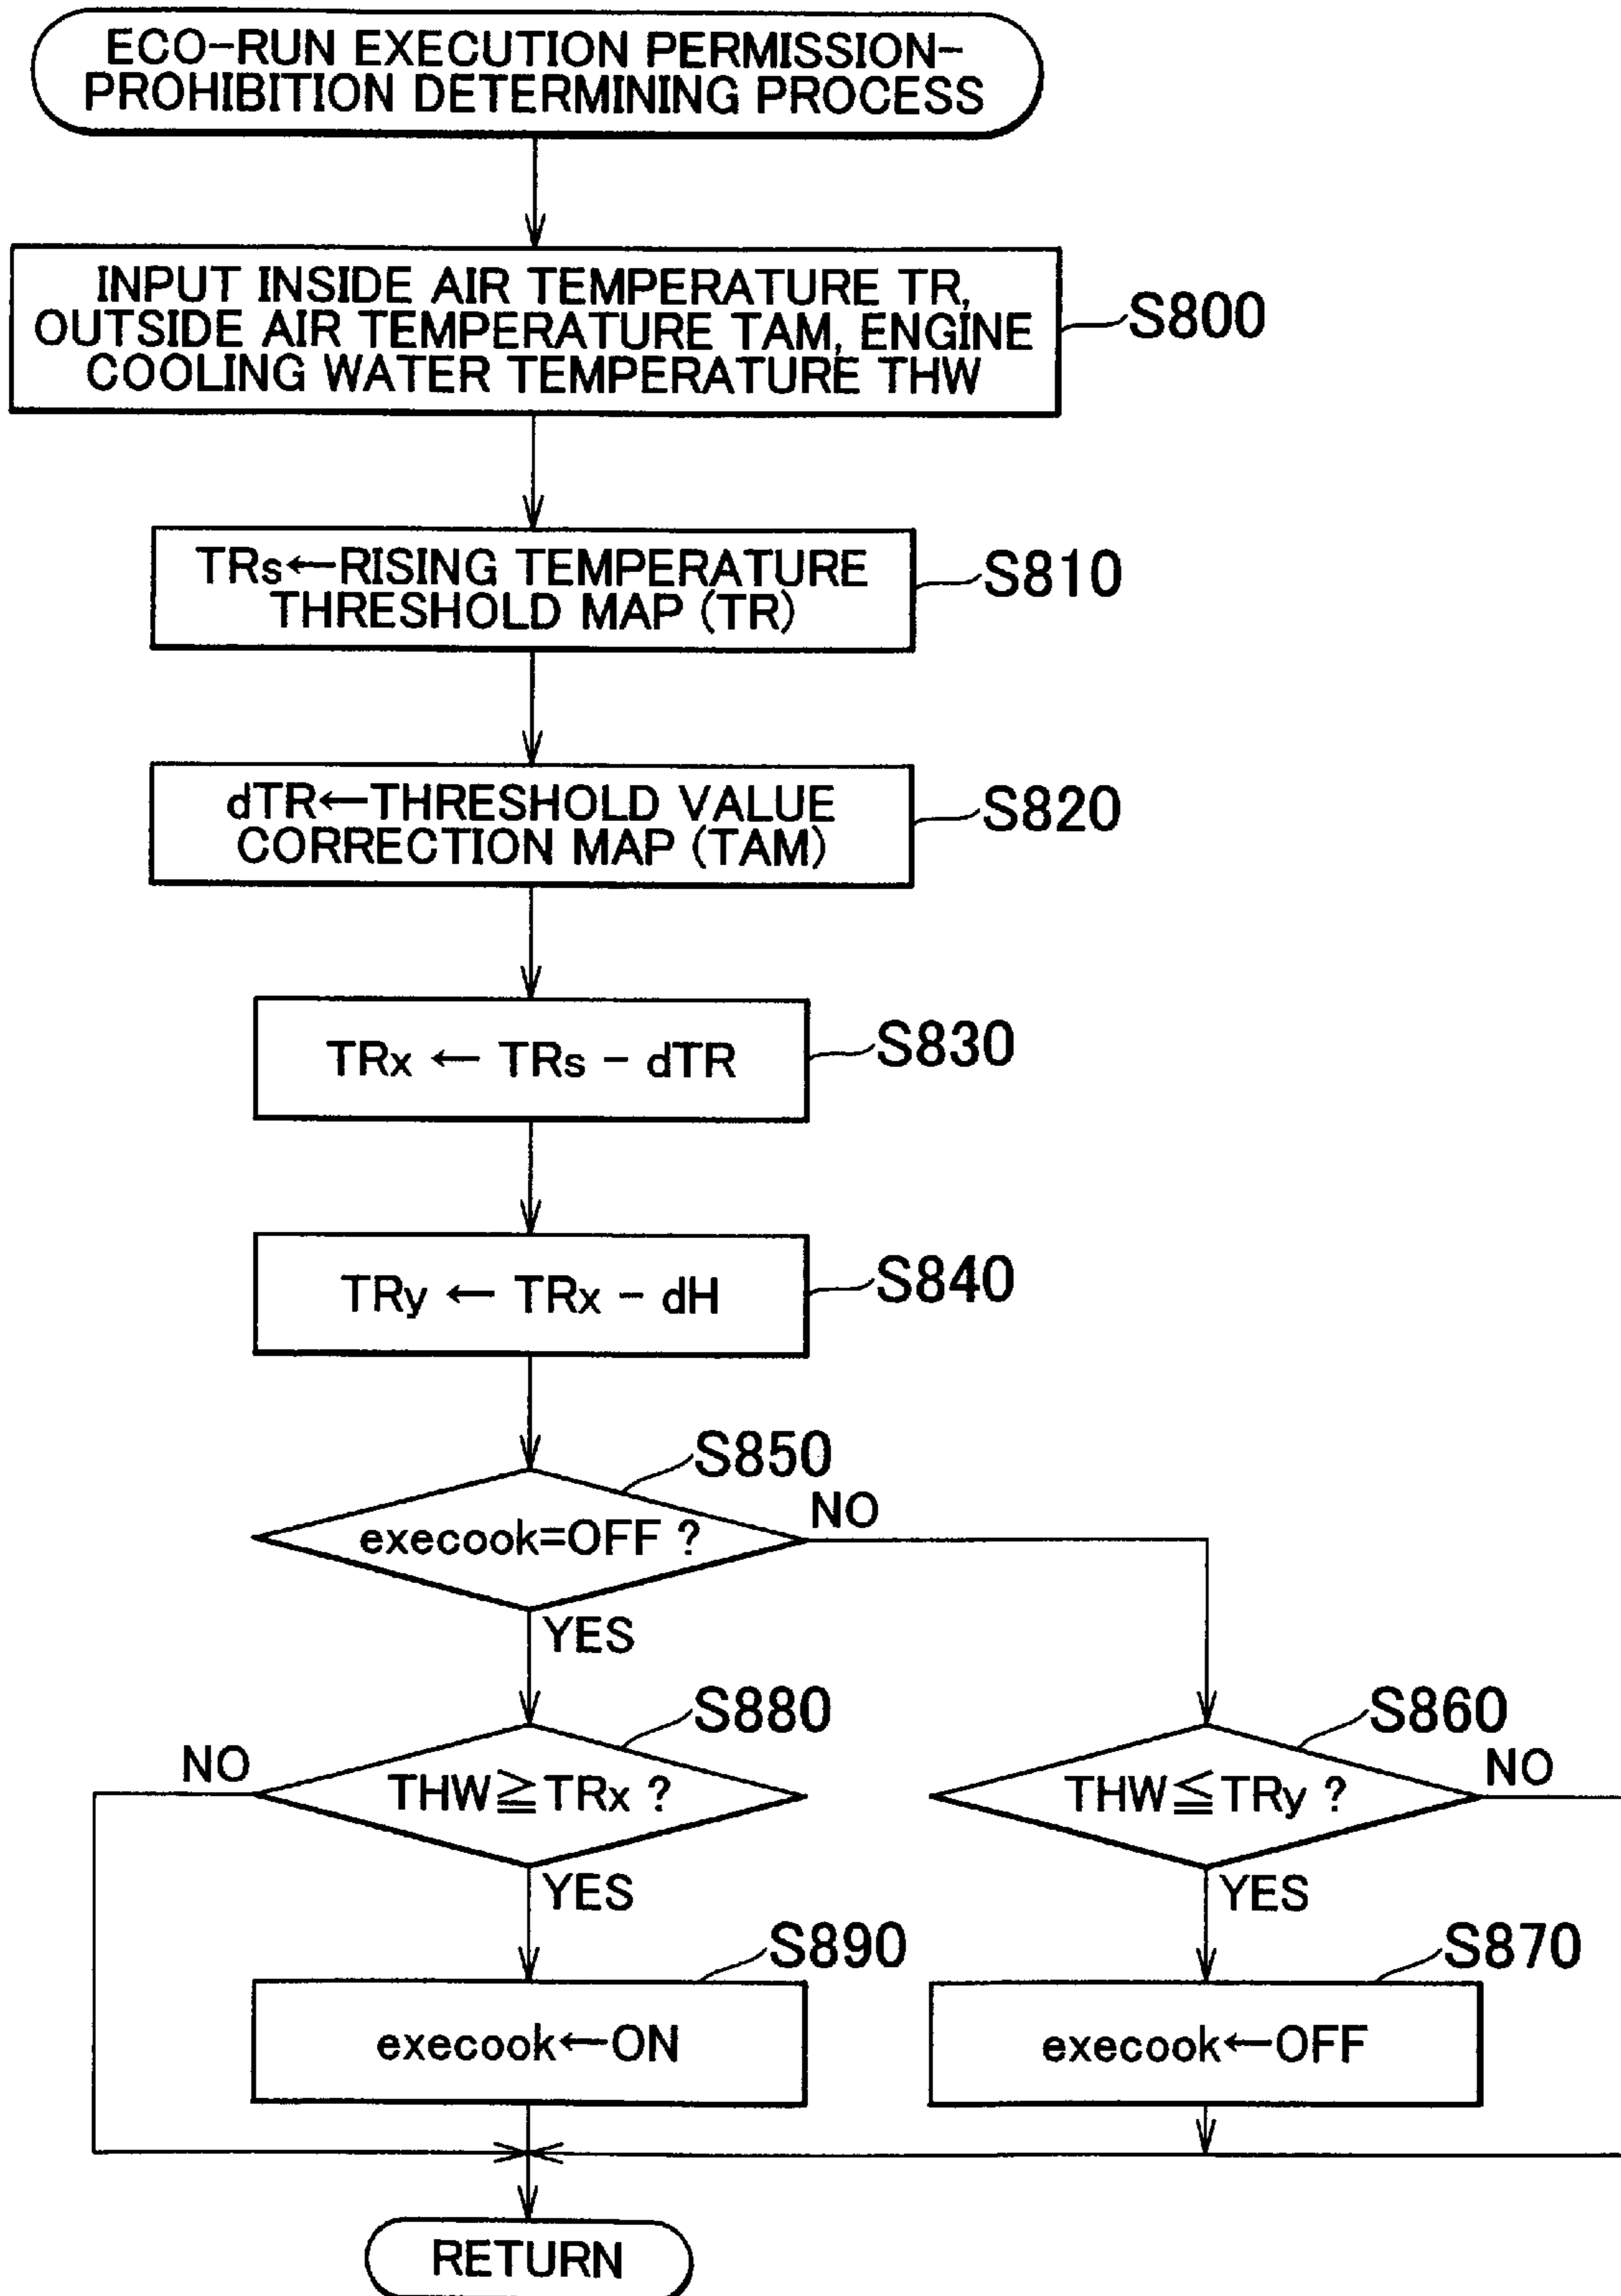 ECO-RUN EXECUTION PERMISSION-
PROHIBITION DETERMINING PROCESS
INPUT INSIDE AIR TEMPERATURE TR,
OUTSIDE AIR TEMPERATURE TAM, ENGINE
COOLING WATER TEMPERATURE THW
S800
TRs←RISING TEMPERATURE
THRESHOLD MAP (TR)
S810
dTR←THRESHOLD VALUE
CORRECTION MAP (TAM)
S820
TRx ← TRs - dTR
S830
TRy ← TRx - dH
S840
S850
execook=OFF ?
NO
YES
S880
NO
THW≧TRx ?
YES
S860
THW≦TRy ?
NO
YES
S890
execook←ON
S870
execook←OFF
RETURN